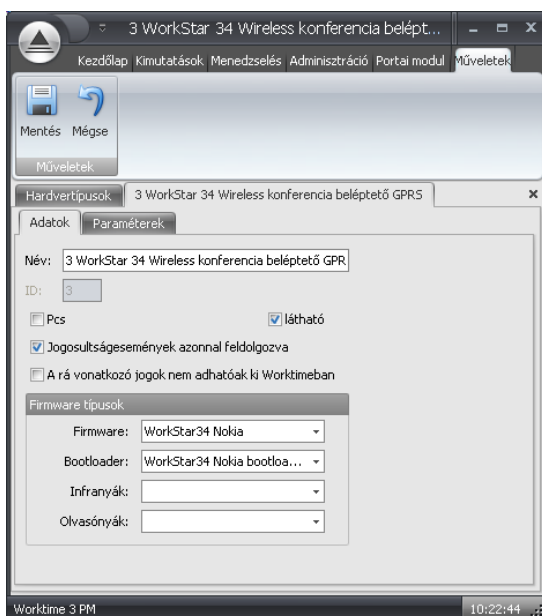 3 WorkStar 34 Wireless konferencia belépt...
Kezdőlap Kimutatások Menedzselés Adminisztráció Portai modul Műveletek
Mentés Mégse
Műveletek
Hardvertípusok 3 WorkStar 34 Wireless konferencia beléptető GPRS
Adatok Paraméterek
Név: 3 WorkStar 34 Wireless konferencia beléptető GPR
ID: 3
Pcs látható
Jogosultságesemények azonnal feldolgozva
A rá vonatkozó jogok nem adhatóak ki Worktimeban
Firmware típusok
Firmware: WorkStar34 Nokia
Bootloader: WorkStar34 Nokia bootloa...
Infranyák:
Olvasónyák:
Worktime 3 PM 10:22:44